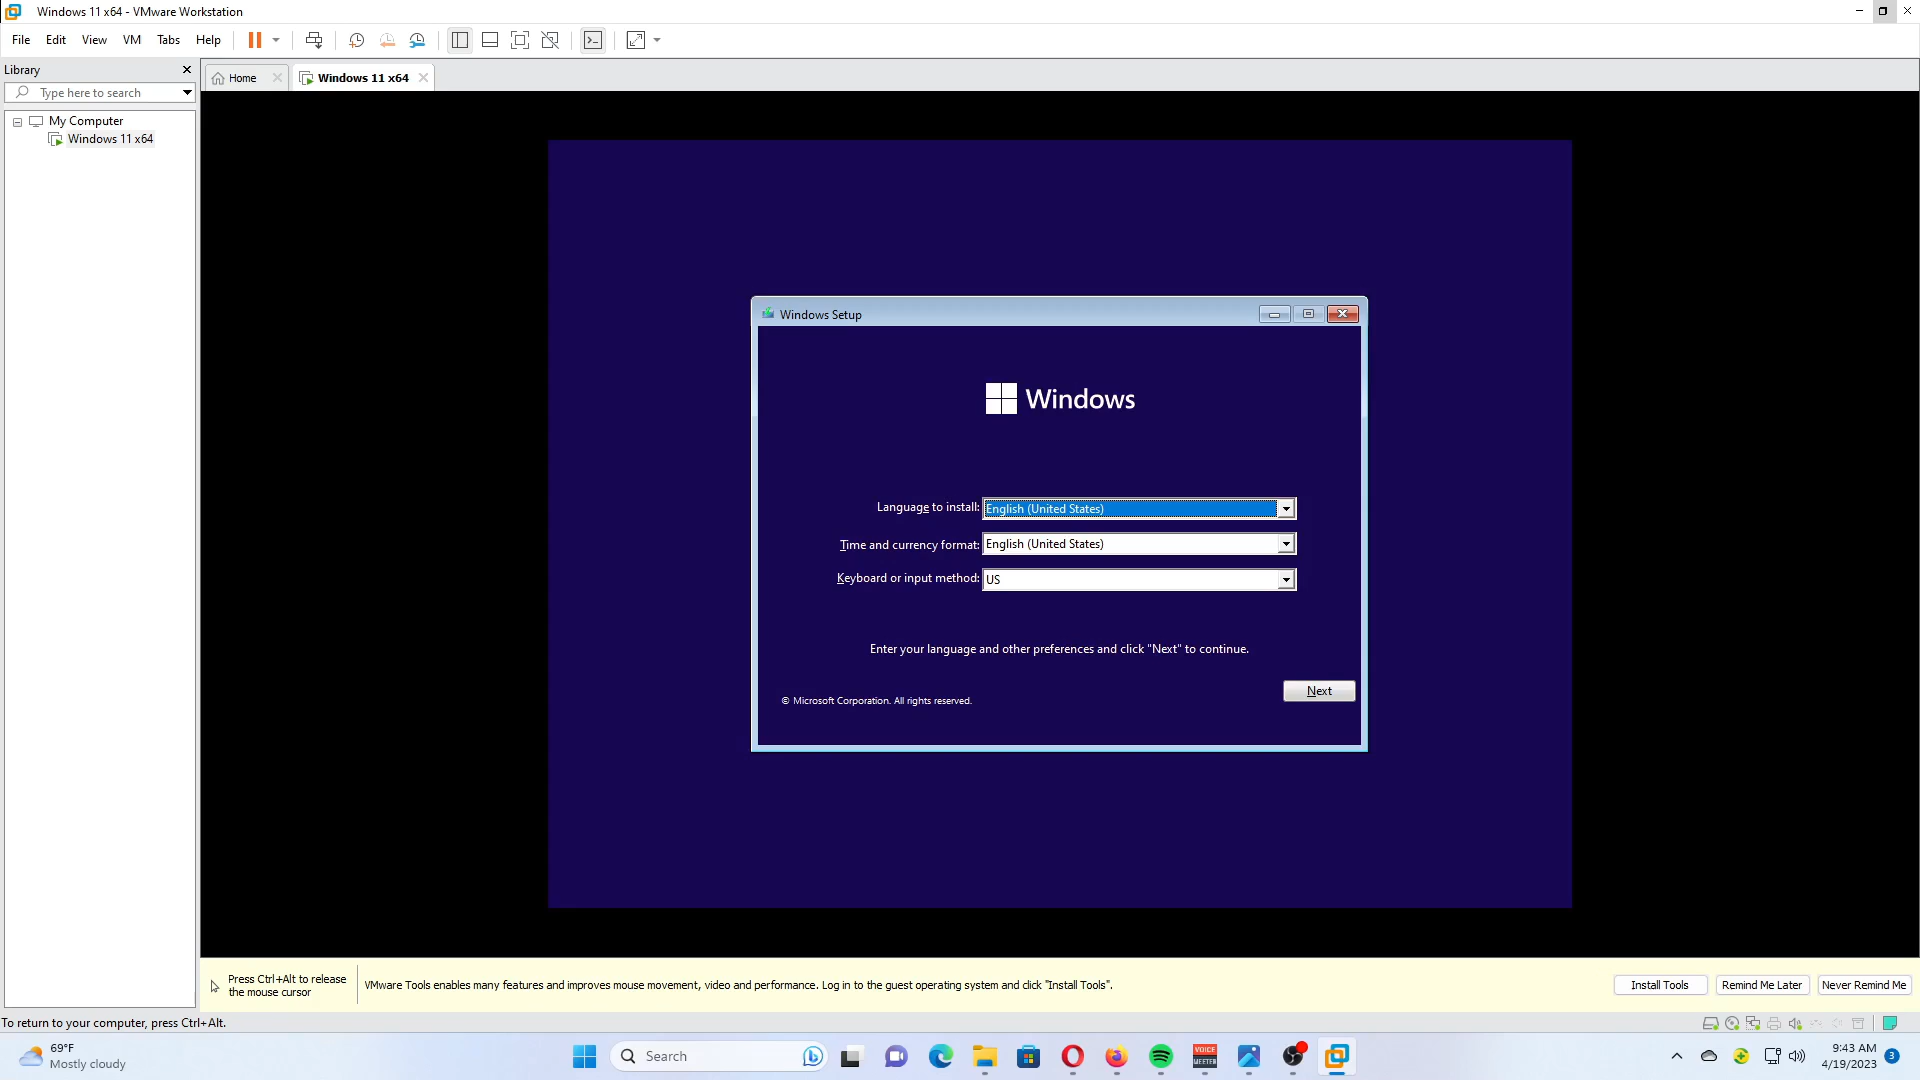 Windows 11 x64 - VMware Workstation
File Edit View VM Tabs Help
Library
Home
Windows 11 x64
Type here to search
My Computer
Windows 11 x64
Windows Setup
Windows
Language to install: English (United States)
Time and currency format: English (United States)
Keyboard or input method: US
Enter your language and other preferences and click "Next" to continue.
Next
© Microsoft Corporation. All rights reserved.
Press Ctrl+Alt to release
the mouse cursor
VMware Tools enables many features and improves mouse movement, video and performance. Log in to the guest operating system and click "Install Tools".
Install Tools
Remind Me Later
Never Remind Me
To return to your computer, press Ctrl+Alt.
69°F
Mostly cloudy
Search
VOICE
MEETER
9:43 AM
4/19/2023
3